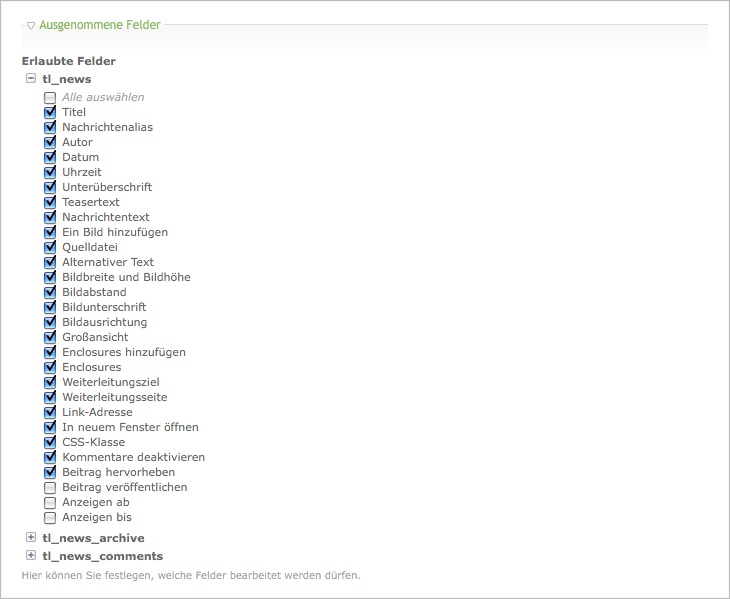 Ausgenommene Felder
Erlaubte Felder
tl_news
Alle auswählen
Titel
Nachrichtenalias
Autor
Datum
Uhrzeit
Unterüberschrift
Teasertext
Nachrichtentext
Ein Bild hinzufügen
Quelldatei
Alternativer Text
Bildbreite und Bildhöhe
Bildabstand
Bildunterschrift
Bildausrichtung
Großansicht
Enclosures hinzufügen
Enclosures
Weiterleitungsziel
Weiterleitungsseite
Link-Adresse
In neuem Fenster öffnen
CSS-Klasse
Kommentare deaktivieren
Beitrag hervorheben
Beitrag veröffentlichen
Anzeigen ab
Anzeigen bis
tl_news_archive
tl_news_comments
Hier können Sie festlegen, welche Felder bearbeitet werden dürfen.